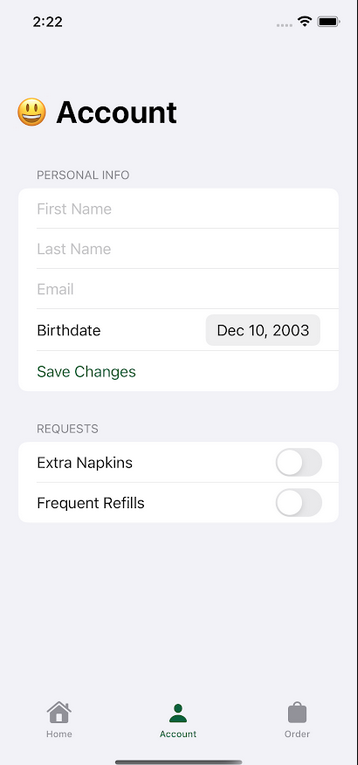 2:22
😃 Account
PERSONAL INFO
First Name
Last Name
Email
Birthdate Dec 10, 2003
Save Changes
REQUESTS
Extra Napkins
Frequent Refills
Home Account Order